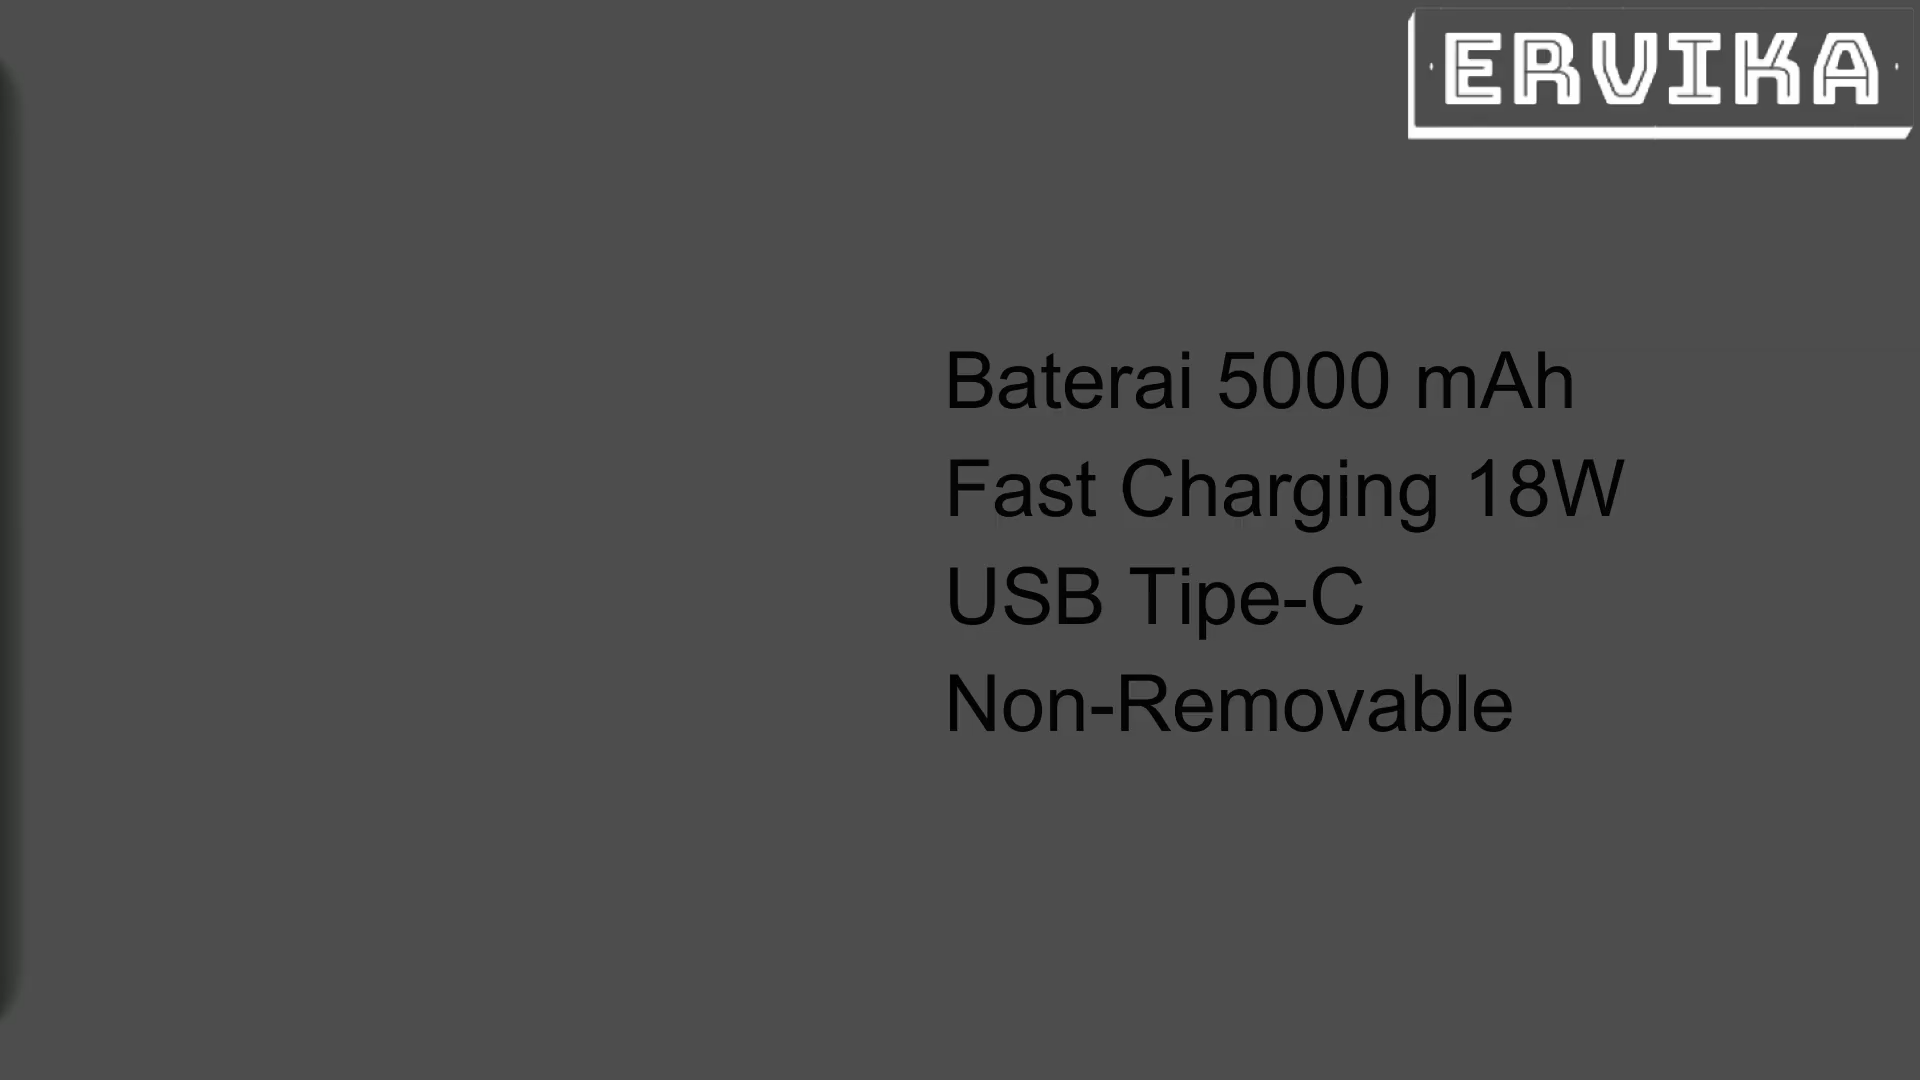 ERVIKA
Baterai 5000 mAh
Fast Charging 18W
USB Tipe-C
Non-Removable